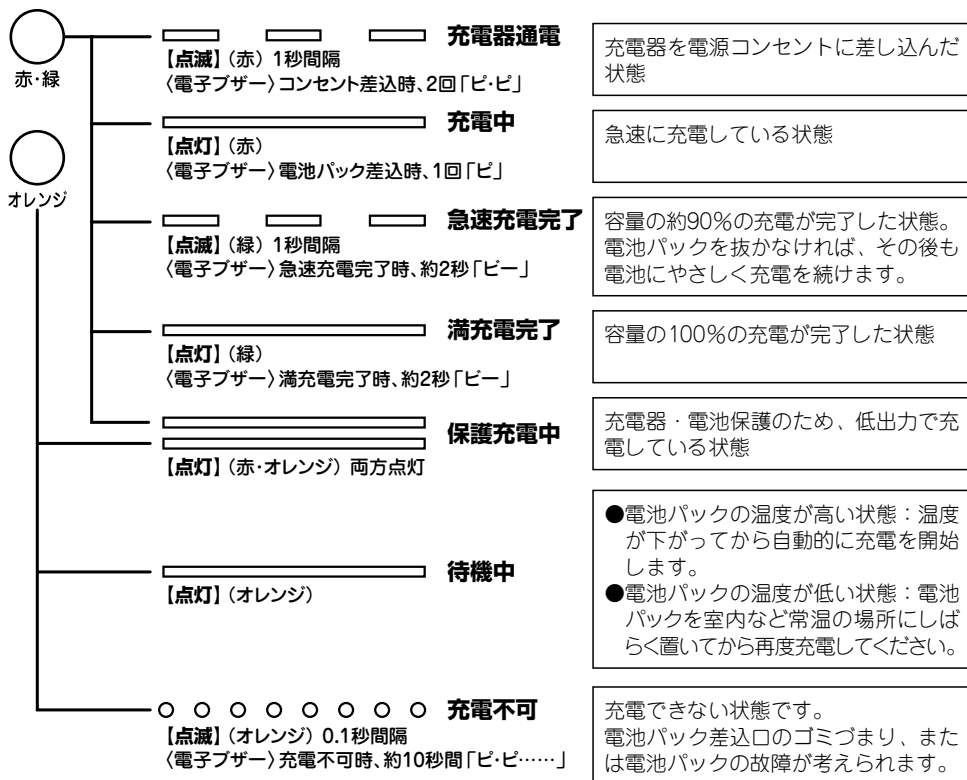 赤・緑
オレンジ
充電器通電
【点滅】（赤）1秒間隔
〈電子ブザー〉コンセント差込時、2回「ピ・ピ」
充電器を電源コンセントに差し込んだ
状態
充電中
【点灯】（赤）
〈電子ブザー〉電池パック差込時、1回「ピ」
急速に充電している状態
急速充電完了
【点滅】（緑）1秒間隔
〈電子ブザー〉急速充電完了時、約2秒「ビー」
容量の約90％の充電が完了した状態。
電池パックを抜かなければ、その後も
電池にやさしく充電を続けます。
満充電完了
【点灯】（緑）
〈電子ブザー〉満充電完了時、約2秒「ビー」
容量の100％の充電が完了した状態
保護充電中
【点灯】（赤・オレンジ）両方点灯
充電器・電池保護のため、低出力で充
電している状態
待機中
【点灯】（オレンジ）
●電池パックの温度が高い状態：温度
が下がってから自動的に充電を開始
します。
●電池パックの温度が低い状態：電池
パックを室内など常温の場所にしば
らく置いてから再度充電してください。
充電不可
【点滅】（オレンジ）0.1秒間隔
〈電子ブザー〉充電不可時、約10秒間「ピ・ピ……」
充電できない状態です。
電池パック差込口のゴミづまり、また
は電池パックの故障が考えられます。